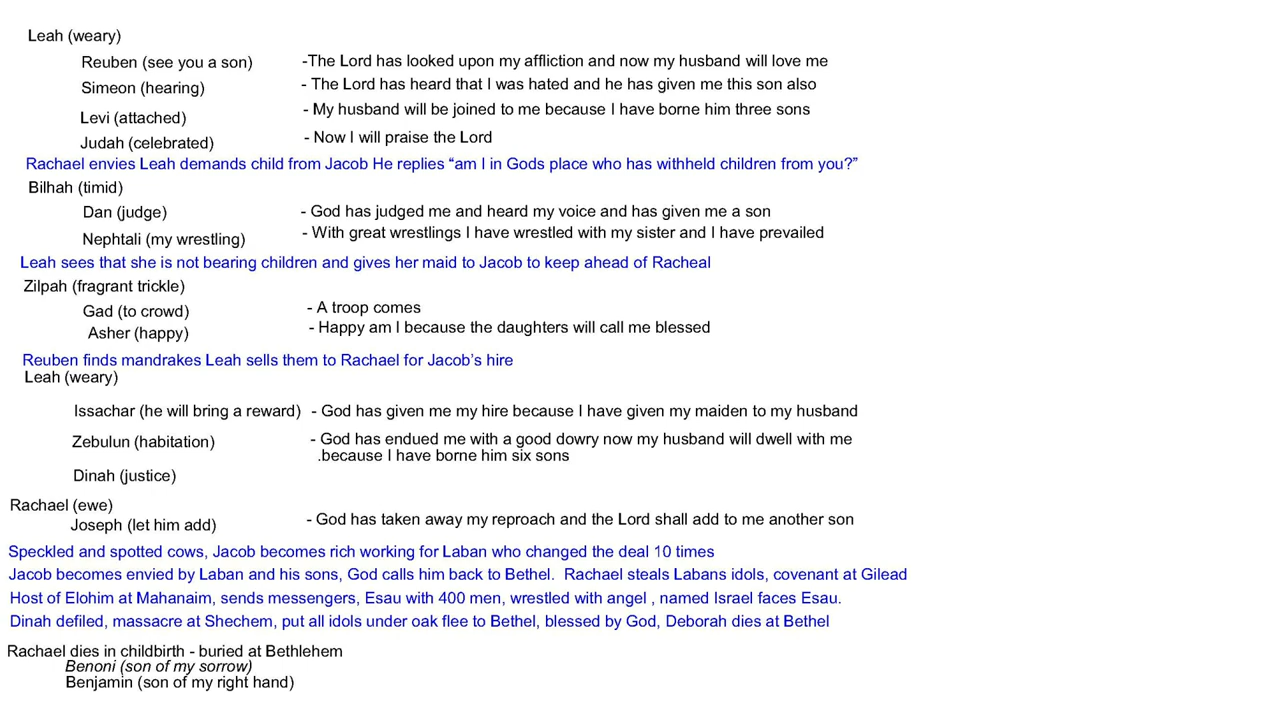 Leah (weary)
Reuben (see you a son) -The Lord has looked upon my affliction and now my husband will love me
Simeon (hearing) - The Lord has heard that I was hated and he has given me this son also
Levi (attached) - My husband will be joined to me because I have borne him three sons
Judah (celebrated) - Now I will praise the Lord
Rachael envies Leah demands child from Jacob He replies “am I in Gods place who has withheld children from you?”
Bilhah (timid)
Dan (judge) - God has judged me and heard my voice and has given me a son
Nephtali (my wrestling) - With great wrestlings I have wrestled with my sister and I have prevailed
Leah sees that she is not bearing children and gives her maid to Jacob to keep ahead of Racheal
Zilpah (fragrant trickle)
Gad (to crowd) - A troop comes
Asher (happy) - Happy am I because the daughters will call me blessed
Reuben finds mandrakes Leah sells them to Rachael for Jacob’s hire
Leah (weary)
Issachar (he will bring a reward) - God has given me my hire because I have given my maiden to my husband
Zebulun (habitation) - God has endued me with a good dowry now my husband will dwell with me
.because I have borne him six sons
Dinah (justice)
Rachael (ewe)
Joseph (let him add) - God has taken away my reproach and the Lord shall add to me another son
Speckled and spotted cows, Jacob becomes rich working for Laban who changed the deal 10 times
Jacob becomes envied by Laban and his sons, God calls him back to Bethel.  Rachael steals Labans idols, covenant at Gilead
Host of Elohim at Mahanaim, sends messengers, Esau with 400 men, wrestled with angel , named Israel faces Esau.
Dinah defiled, massacre at Shechem, put all idols under oak flee to Bethel, blessed by God, Deborah dies at Bethel
Rachael dies in childbirth - buried at Bethlehem
Benoni (son of my sorrow)
Benjamin (son of my right hand)